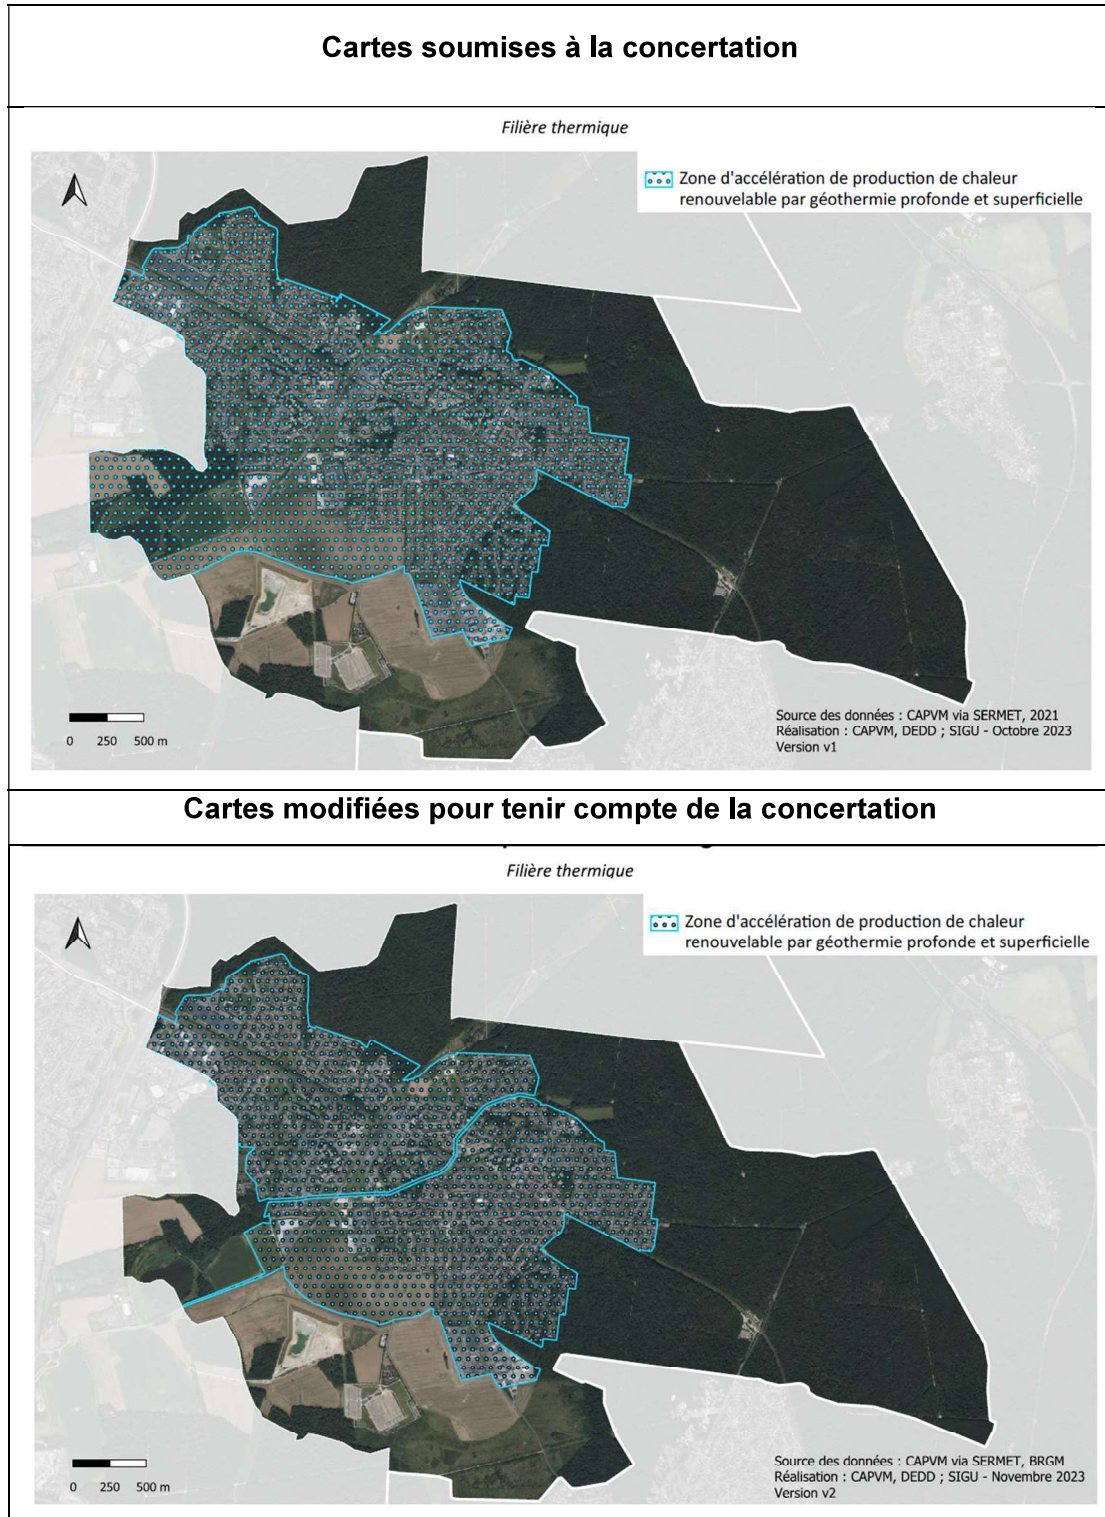 Cartes soumises à la concertation
Filière thermique
Zone d'accélération de production de chaleur
renouvelable par géothermie profonde et superficielle
0 250 500 m
Source des données : CAPVM via SERMET, 2021
Réalisation : CAPVM, DEDD ; SIGU - Octobre 2023
Version v1
Cartes modifiées pour tenir compte de la concertation
Filière thermique
Zone d'accélération de production de chaleur
renouvelable par géothermie profonde et superficielle
0 250 500 m
Source des données : CAPVM via SERMET, BRGM
Réalisation : CAPVM, DEDD ; SIGU - Novembre 2023
Version v2